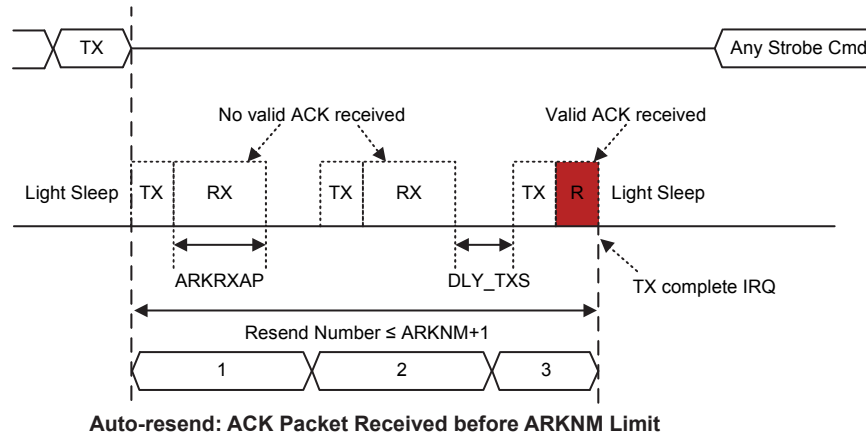 TX
Any Strobe Cmd
No valid ACK received
Valid ACK received
Light Sleep
TX
RX
TX
RX
TX
R
Light Sleep
ARKRXAP
DLY_TXS
TX complete IRQ
Resend Number ≤ ARKNM+1
1
2
3
Auto-resend: ACK Packet Received before ARKNM Limit